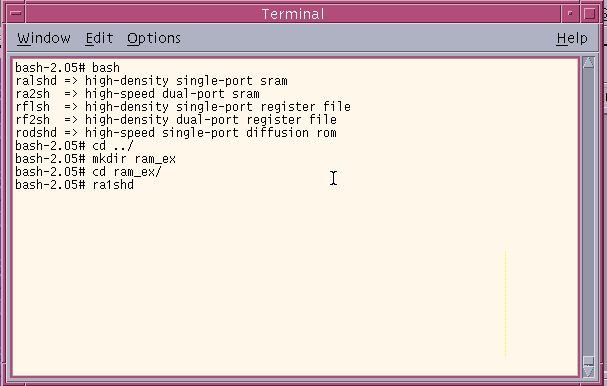 Terminal
Window Edit Options Help
bash-2.05# bash
ra1shd => high-density single-port sram
ra2sh  => high-speed dual-port sram
rf1sh  => high-density single-port register file
rf2sh  => high-density dual-port register file
rodshd => high-speed single-port diffusion rom
bash-2.05# cd ../
bash-2.05# mkdir ram_ex
bash-2.05# cd ram_ex/
bash-2.05# ra1shd